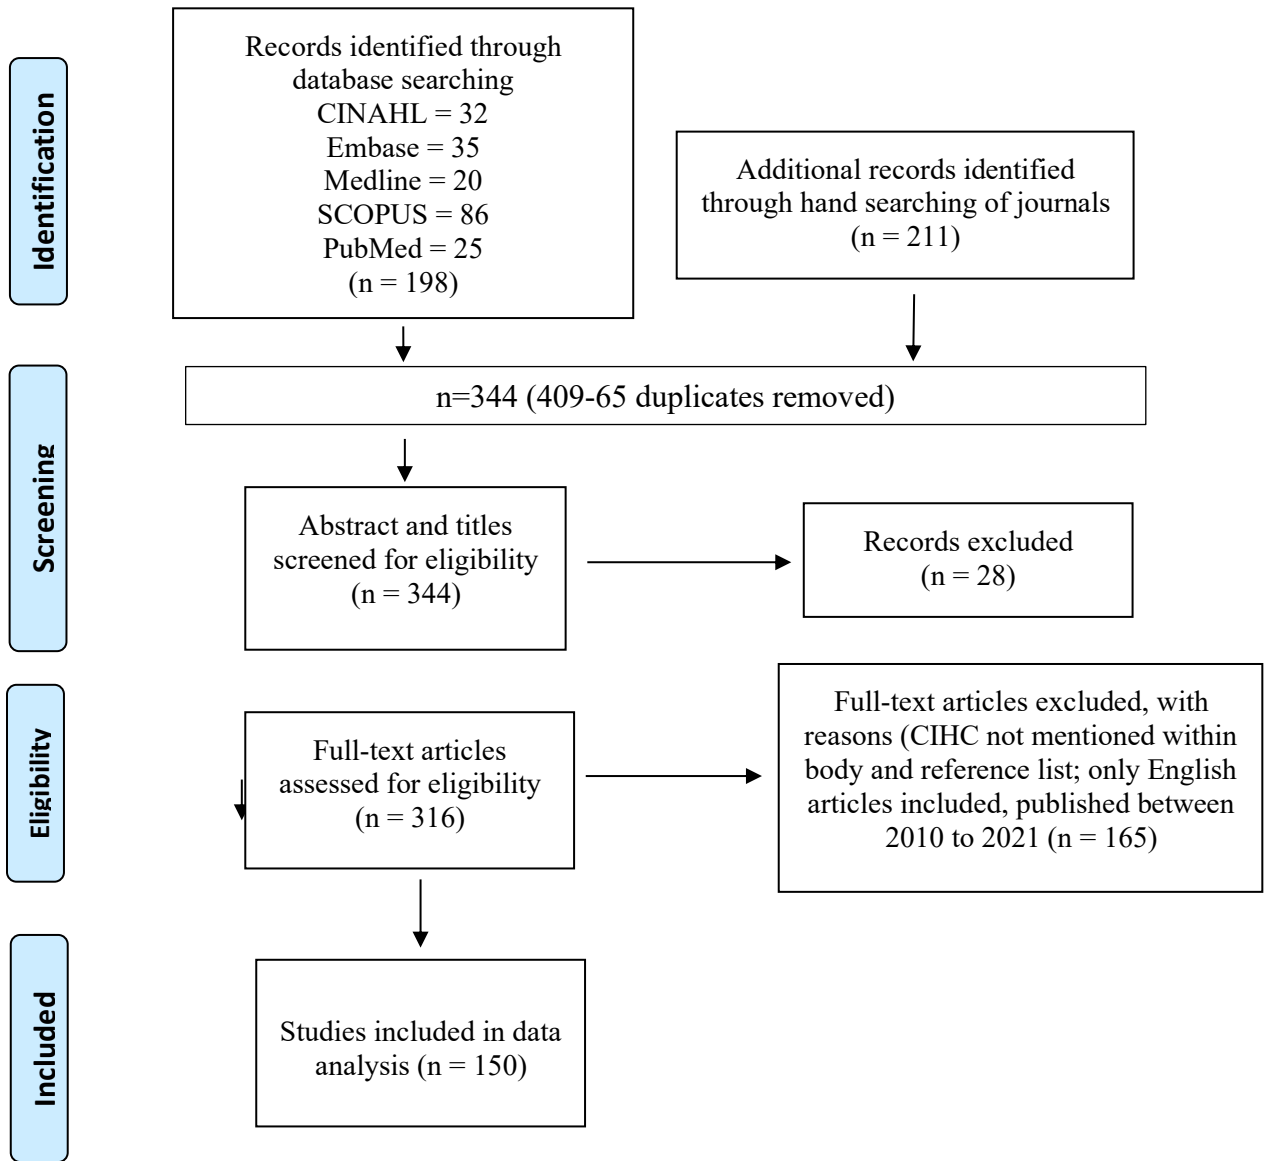 Identification
Records identified through
database searching
CINAHL = 32
Embase = 35
Medline = 20
SCOPUS = 86
PubMed = 25
(n = 198)
Additional records identified
through hand searching of journals
(n = 211)
n=344 (409-65 duplicates removed)
Screening
Abstract and titles
screened for eligibility
(n = 344)
Records excluded
(n = 28)
Eligibility
Full-text articles
assessed for eligibility
(n = 316)
Full-text articles excluded, with
reasons (CIHC not mentioned within
body and reference list; only English
articles included, published between
2010 to 2021 (n = 165)
Included
Studies included in data
analysis (n = 150)